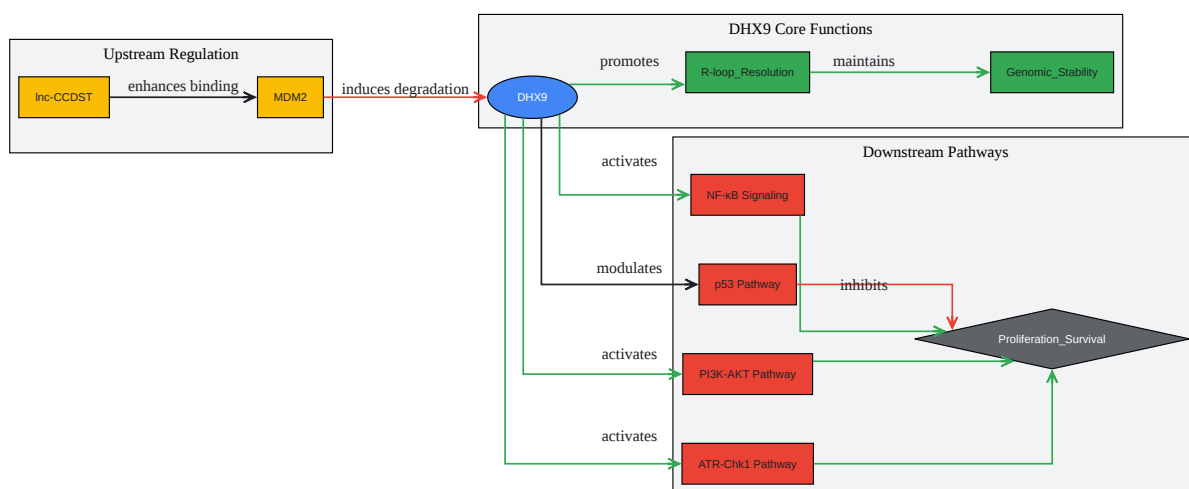 Upstream Regulation
lnc-CCDST
enhances binding
MDM2
induces degradation
DHX9 Core Functions
DHX9
promotes
R-loop_Resolution
maintains
Genomic_Stability
Downstream Pathways
activates
NF-κB Signaling
modulates
p53 Pathway
inhibits
Proliferation_Survival
activates
PI3K-AKT Pathway
activates
ATR-Chk1 Pathway